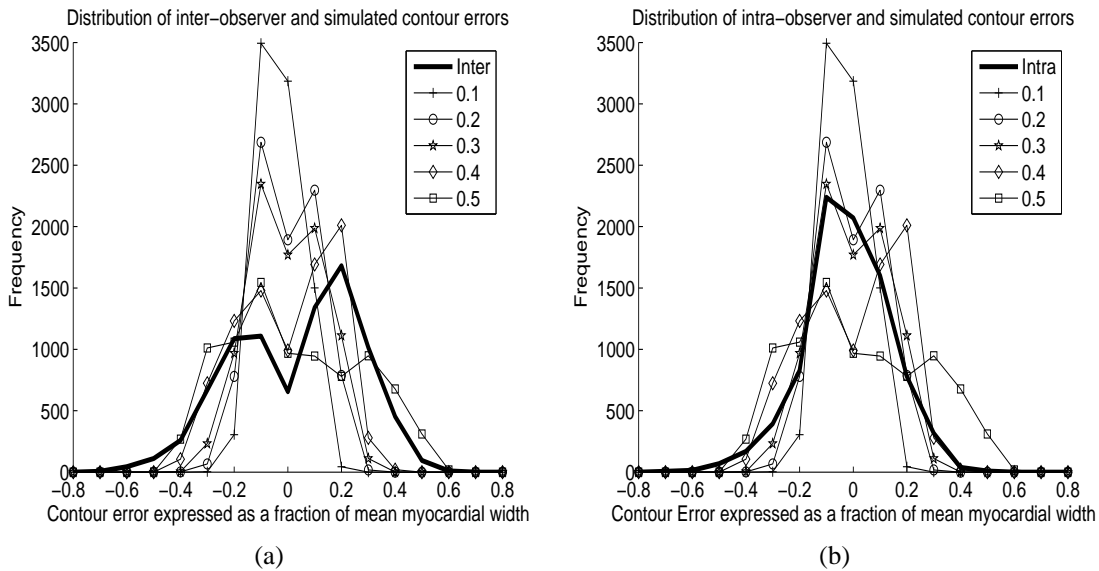 Distribution of inter−observer and simulated contour errors
3500
3000
2500
2000
1500
1000
500
0
Frequency
−0.8 −0.6 −0.4 −0.2 0 0.2 0.4 0.6 0.8
Contour error expressed as a fraction of mean myocardial width
Inter
0.1
0.2
0.3
0.4
0.5
(a)
Distribution of intra−observer and simulated contour errors
3500
3000
2500
2000
1500
1000
500
0
Frequency
−0.8 −0.6 −0.4 −0.2 0 0.2 0.4 0.6 0.8
Contour Error expressed as a fraction of mean myocardial width
Intra
0.1
0.2
0.3
0.4
0.5
(b)